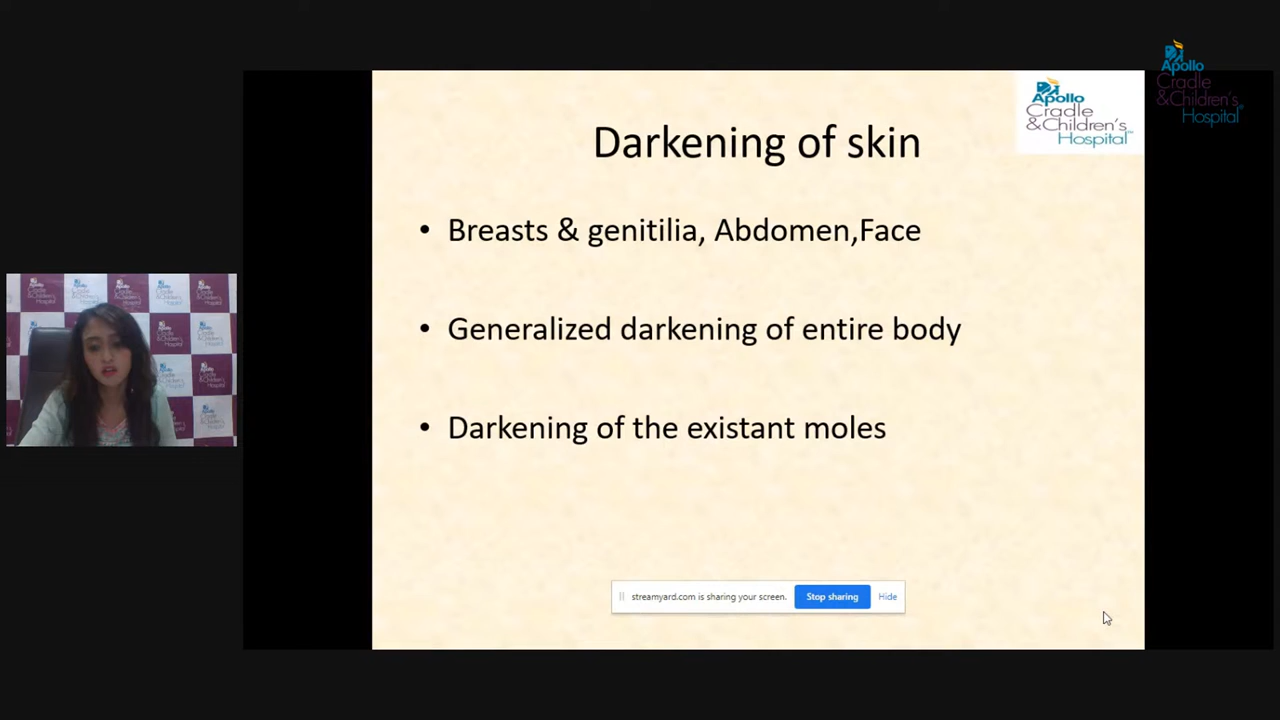 Apollo
Cradle
&Children's
Hospital
Apollo
Cradle
&Children's
Hospital
Darkening of skin
• Breasts & genitilia, Abdomen,Face
• Generalized darkening of entire body
• Darkening of the existant moles
streamyard.com is sharing your screen. Stop sharing Hide